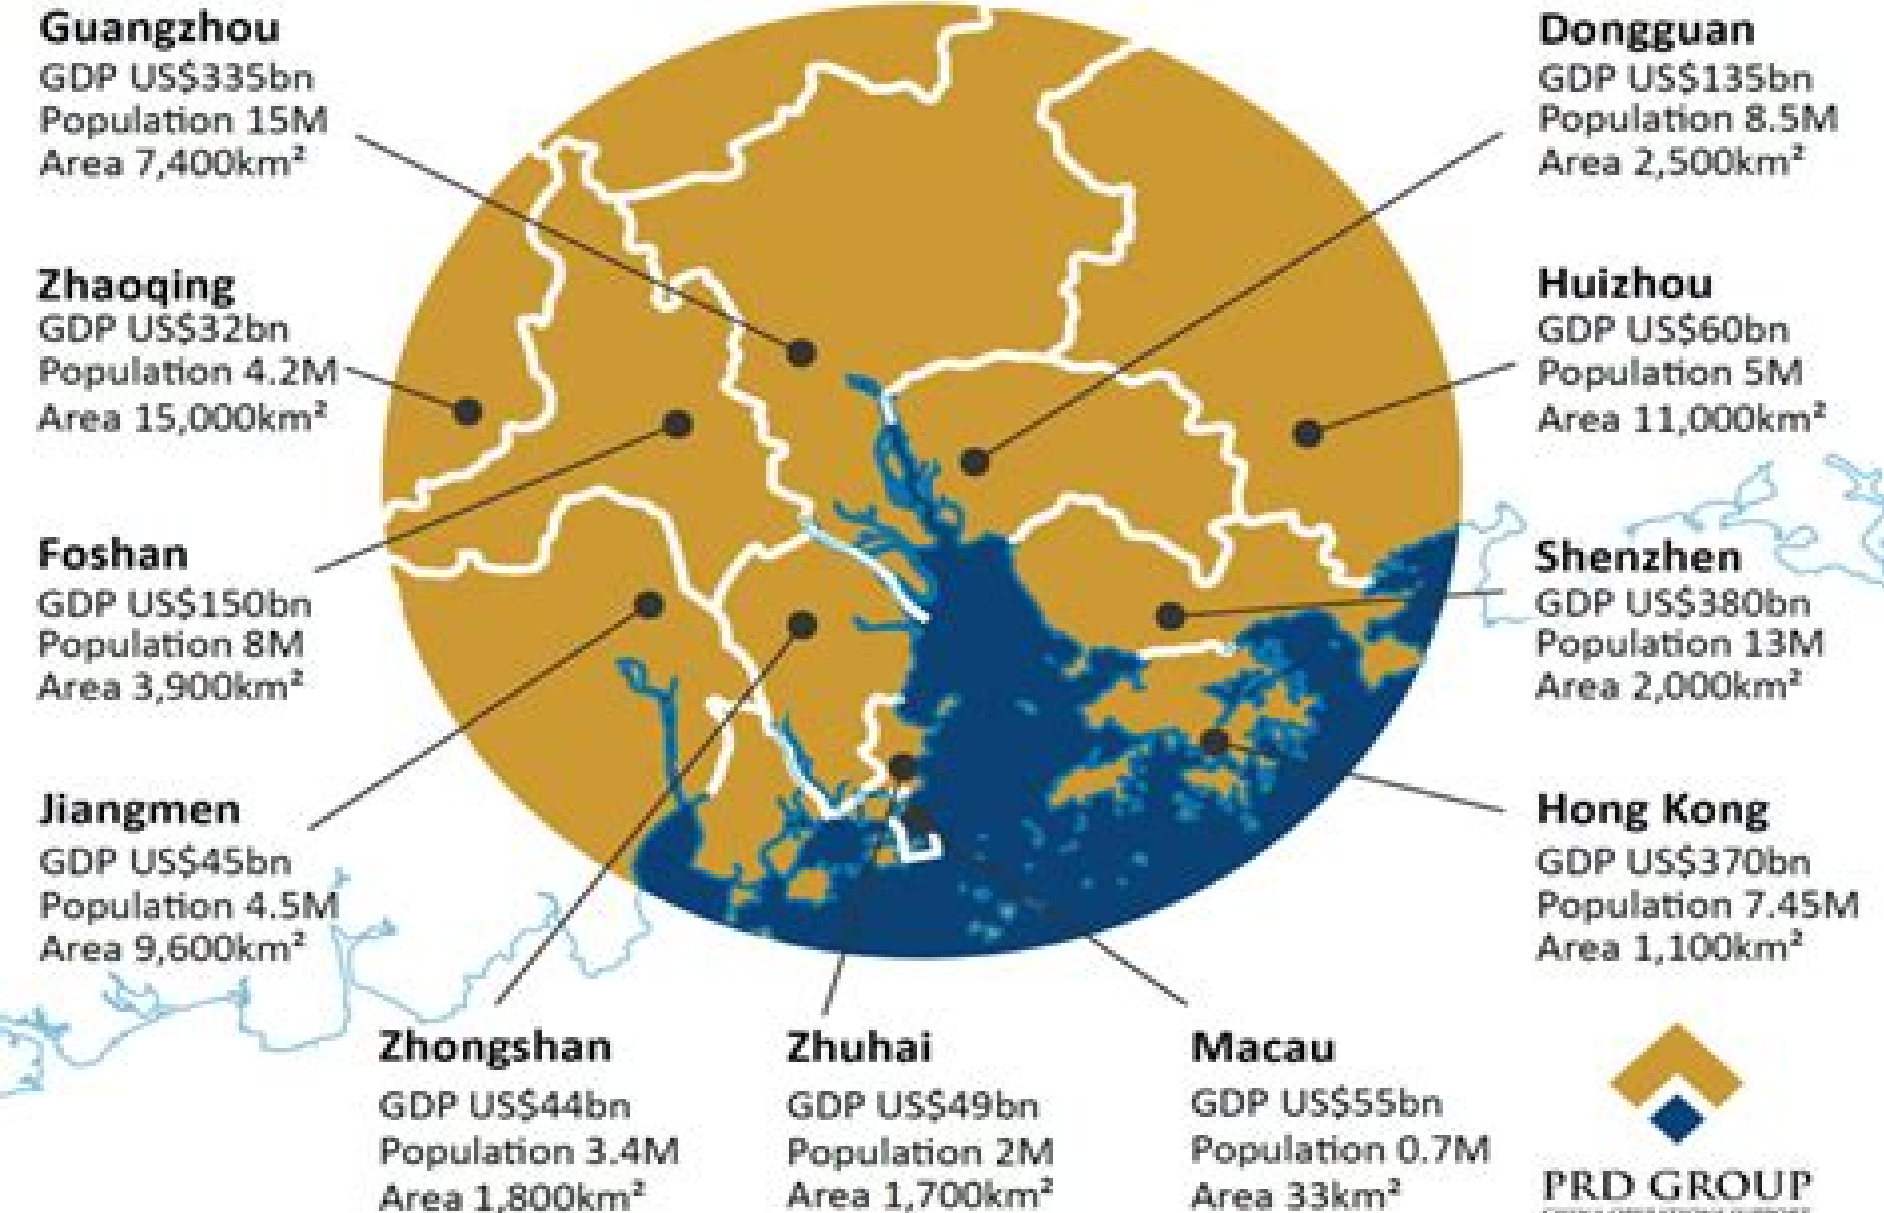 Guangzhou
GDP US$335bn
Population 15M
Area 7,400km²
Zhaoqing
GDP US$32bn
Population 4.2M
Area 15,000km²
Foshan
GDP US$150bn
Population 8M
Area 3,900km²
Jiangmen
GDP US$45bn
Population 4.5M
Area 9,600km²
Zhongshan
GDP US$44bn
Population 3.4M
Area 1,800km²
Zhuhai
GDP US$49bn
Population 2M
Area 1,700km²
Macau
GDP US$55bn
Population 0.7M
Area 33km²
Dongguan
GDP US$135bn
Population 8.5M
Area 2,500km²
Huizhou
GDP US$60bn
Population 5M
Area 11,000km²
Shenzhen
GDP US$380bn
Population 13M
Area 2,000km²
Hong Kong
GDP US$370bn
Population 7.45M
Area 1,100km²
PRD GROUP